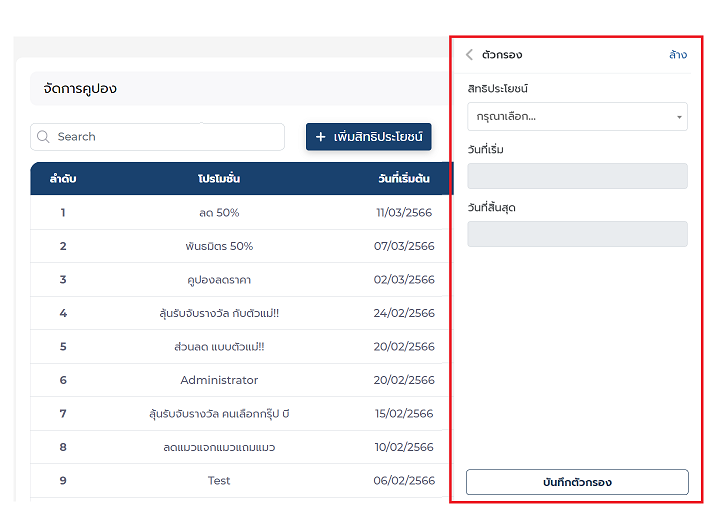 จัดการคูปอง
Search
+ เพิ่มสิทธิประโยชน์
ลำดับ โปรโมชั่น วันที่เริ่มต้น
1 ลด 50% 11/03/2566
2 พันธมิตร 50% 07/03/2566
3 คูปองลดราคา 02/03/2566
4 ลุ้นรับจับรางวัล กับตัวแม่!! 24/02/2566
5 ส่วนลด แบบตัวแม่!! 20/02/2566
6 Administrator 20/02/2566
7 ลุ้นรับจับรางวัล คนเลือกกรุ๊ป บี 15/02/2566
8 ลดแมวแจกแมวแถมแมว 10/02/2566
9 Test 06/02/2566
ตัวกรอง ล้าง
สิทธิประโยชน์
กรุณาเลือก...
วันที่เริ่ม
วันที่สิ้นสุด
บันทึกตัวกรอง